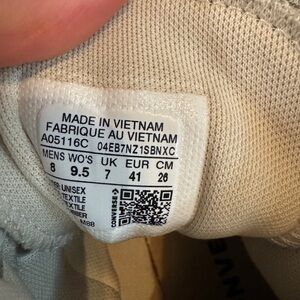 MADE IN VIETNAM
FABRIQUE AU VIETNAM
A05116C 04EB7NZ1SBNXC
MENS WO'S UK EUR CM
8 9.5 7 41 26
UNISEX
TEXTILE
TEXTILE
CONVERSE